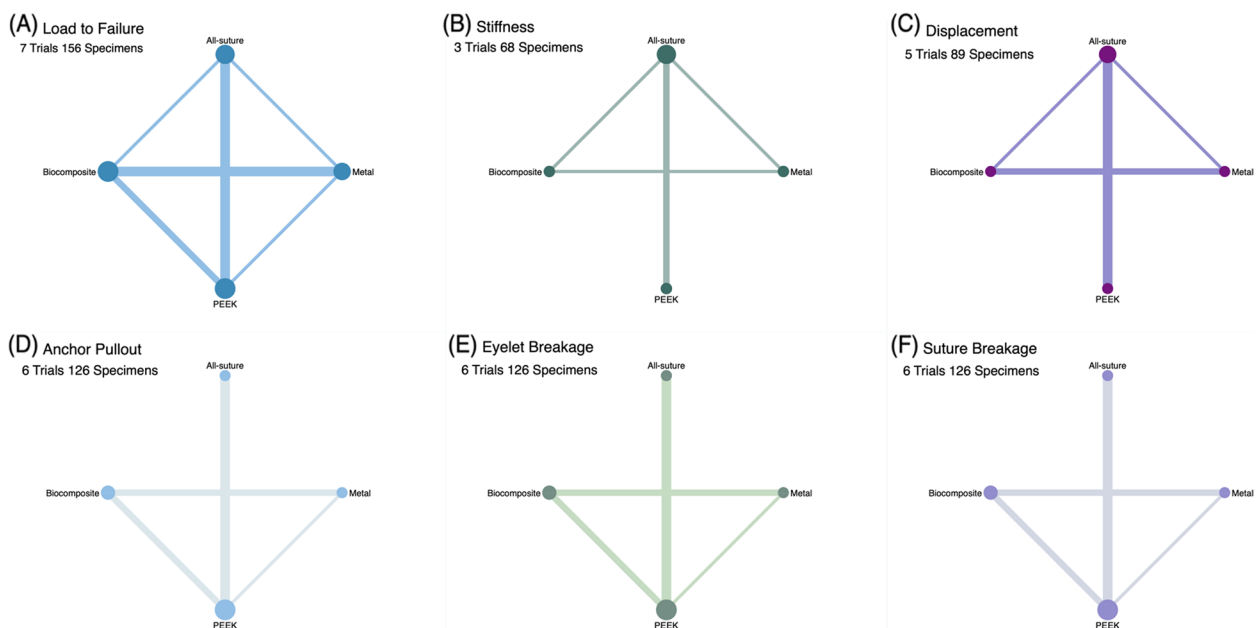 (A) Load to Failure
7 Trials 156 Specimens
All-suture
Biocomposite
Metal
PEEK
(B) Stiffness
3 Trials 68 Specimens
All-suture
Biocomposite
Metal
PEEK
(C) Displacement
5 Trials 89 Specimens
All-suture
Biocomposite
Metal
PEEK
(D) Anchor Pullout
6 Trials 126 Specimens
All-suture
Biocomposite
Metal
PEEK
(E) Eyelet Breakage
6 Trials 126 Specimens
All-suture
Biocomposite
Metal
PEEK
(F) Suture Breakage
6 Trials 126 Specimens
All-suture
Biocomposite
Metal
PEEK